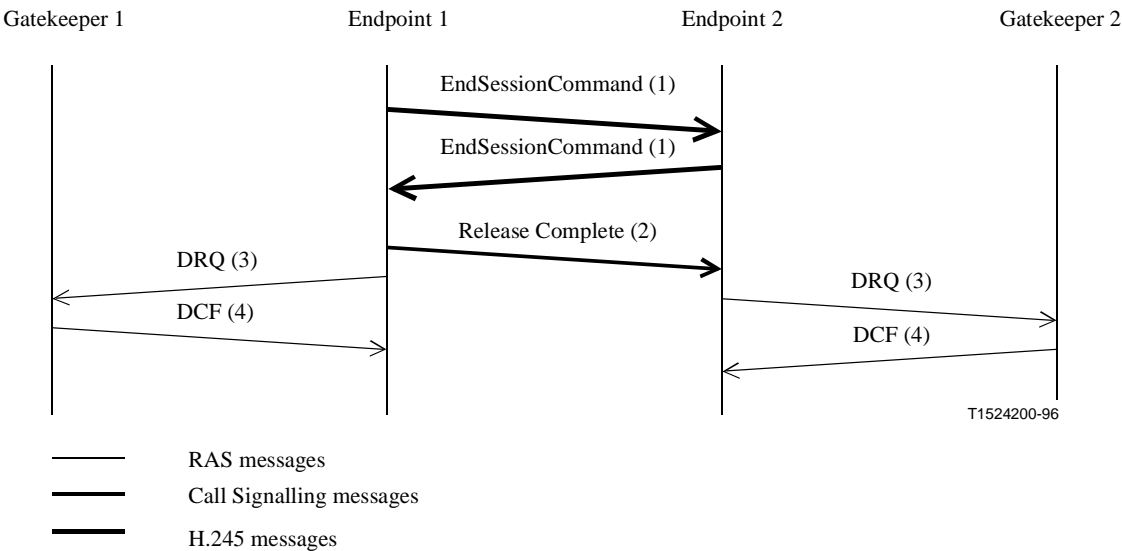 Gatekeeper 1 Endpoint 1 Endpoint 2 Gatekeeper 2
EndSessionCommand (1)
EndSessionCommand (1)
Release Complete (2)
DRQ (3)
DRQ (3)
DCF (4)
DCF (4)
T1524200-96
RAS messages
Call Signalling messages
H.245 messages